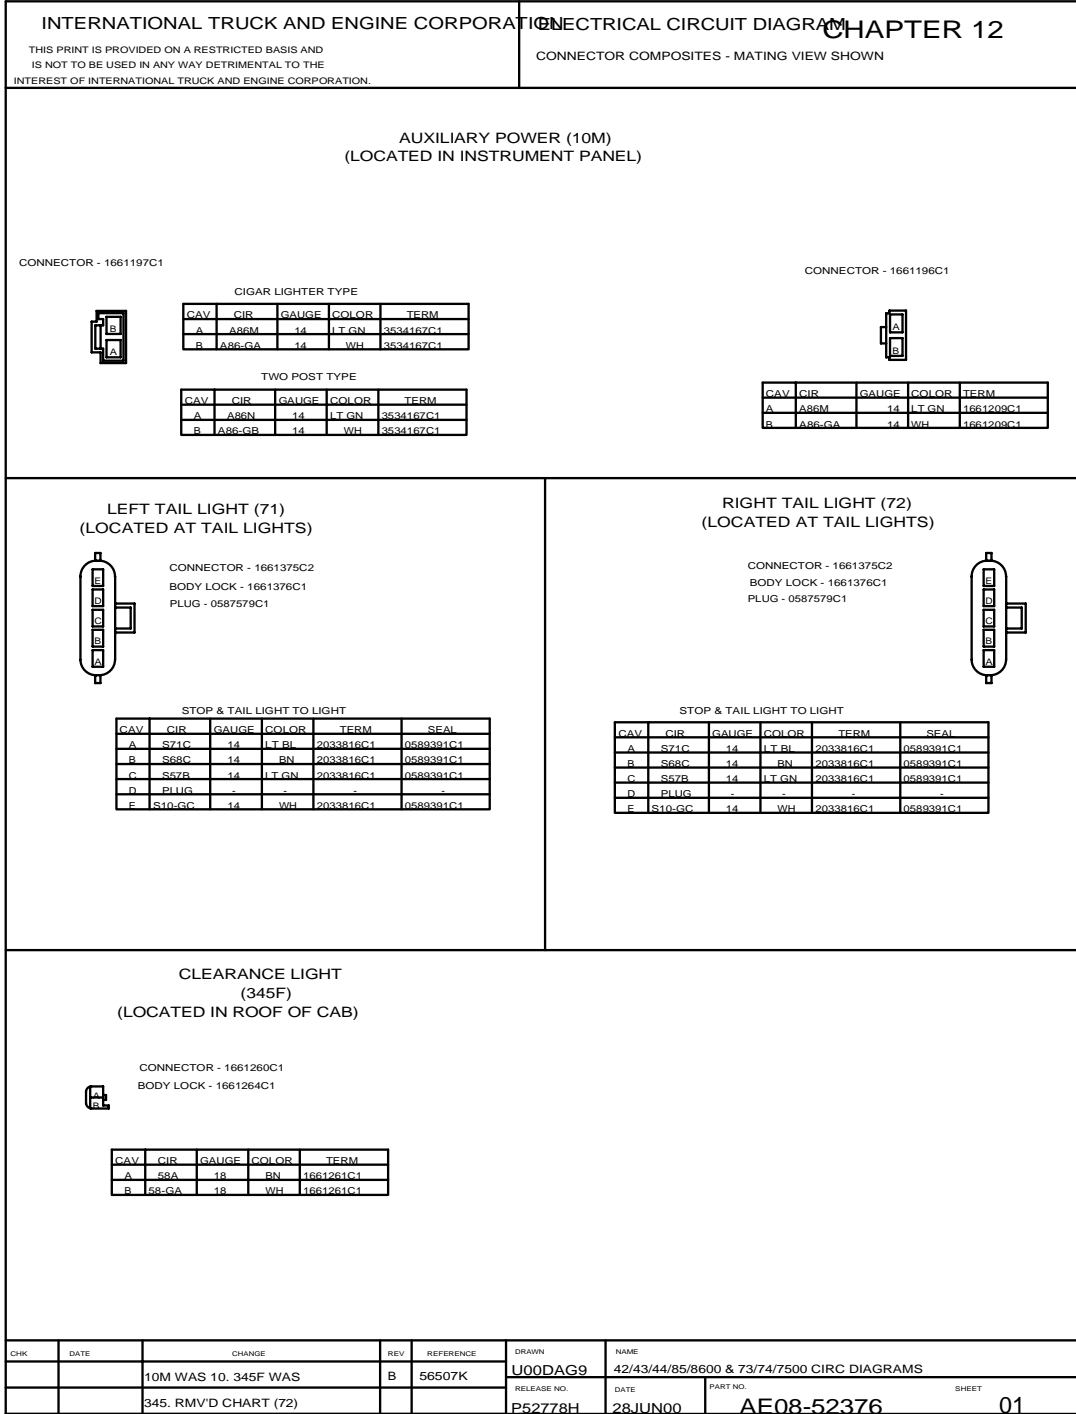 INTERNATIONAL TRUCK AND ENGINE CORPORATION
THIS PRINT IS PROVIDED ON A RESTRICTED BASIS AND
IS NOT TO BE USED IN ANY WAY DETRIMENTAL TO THE
INTEREST OF INTERNATIONAL TRUCK AND ENGINE CORPORATION.
ELECTRICAL CIRCUIT DIAGRAM
CHAPTER 12
CONNECTOR COMPOSITES - MATING VIEW SHOWN
AUXILIARY POWER (10M)
(LOCATED IN INSTRUMENT PANEL)
CONNECTOR - 1661197C1
B
A
CIGAR LIGHTER TYPE
CAV CIR GAUGE COLOR TERM
A A86M 14 LT GN 3534167C1
B A86-GA 14 WH 3534167C1
TWO POST TYPE
CAV CIR GAUGE COLOR TERM
A A86N 14 LT GN 3534167C1
B A86-GB 14 WH 3534167C1
CONNECTOR - 1661196C1
A
B
CAV CIR GAUGE COLOR TERM
A A86M 14 LT GN 1661209C1
B A86-GA 14 WH 1661209C1
LEFT TAIL LIGHT (71)
(LOCATED AT TAIL LIGHTS)
CONNECTOR - 1661375C2
BODY LOCK - 1661376C1
PLUG - 0587579C1
E
D
C
B
A
STOP & TAIL LIGHT TO LIGHT
CAV CIR GAUGE COLOR TERM SEAL
A S71C 14 LT BL 2033816C1 0589391C1
B S68C 14 BN 2033816C1 0589391C1
C S57B 14 LT GN 2033816C1 0589391C1
D PLUG - - - -
E S10-GC 14 WH 2033816C1 0589391C1
RIGHT TAIL LIGHT (72)
(LOCATED AT TAIL LIGHTS)
CONNECTOR - 1661375C2
BODY LOCK - 1661376C1
PLUG - 0587579C1
E
D
C
B
A
STOP & TAIL LIGHT TO LIGHT
CAV CIR GAUGE COLOR TERM SEAL
A S71C 14 LT BL 2033816C1 0589391C1
B S68C 14 BN 2033816C1 0589391C1
C S57B 14 LT GN 2033816C1 0589391C1
D PLUG - - - -
E S10-GC 14 WH 2033816C1 0589391C1
CLEARANCE LIGHT
(345F)
(LOCATED IN ROOF OF CAB)
CONNECTOR - 1661260C1
BODY LOCK - 1661264C1
A
B
CAV CIR GAUGE COLOR TERM
A 58A 18 BN 1661261C1
B 58-GA 18 WH 1661261C1
CHK DATE CHANGE REV REFERENCE
10M WAS 10. 345F WAS B 56507K
345. RMV'D CHART (72)
DRAWN
U00DAG9
NAME
42/43/44/85/8600 & 73/74/7500 CIRC DIAGRAMS
RELEASE NO.
P52778H
DATE
28JUN00
PART NO.
AE08-52376
SHEET
01